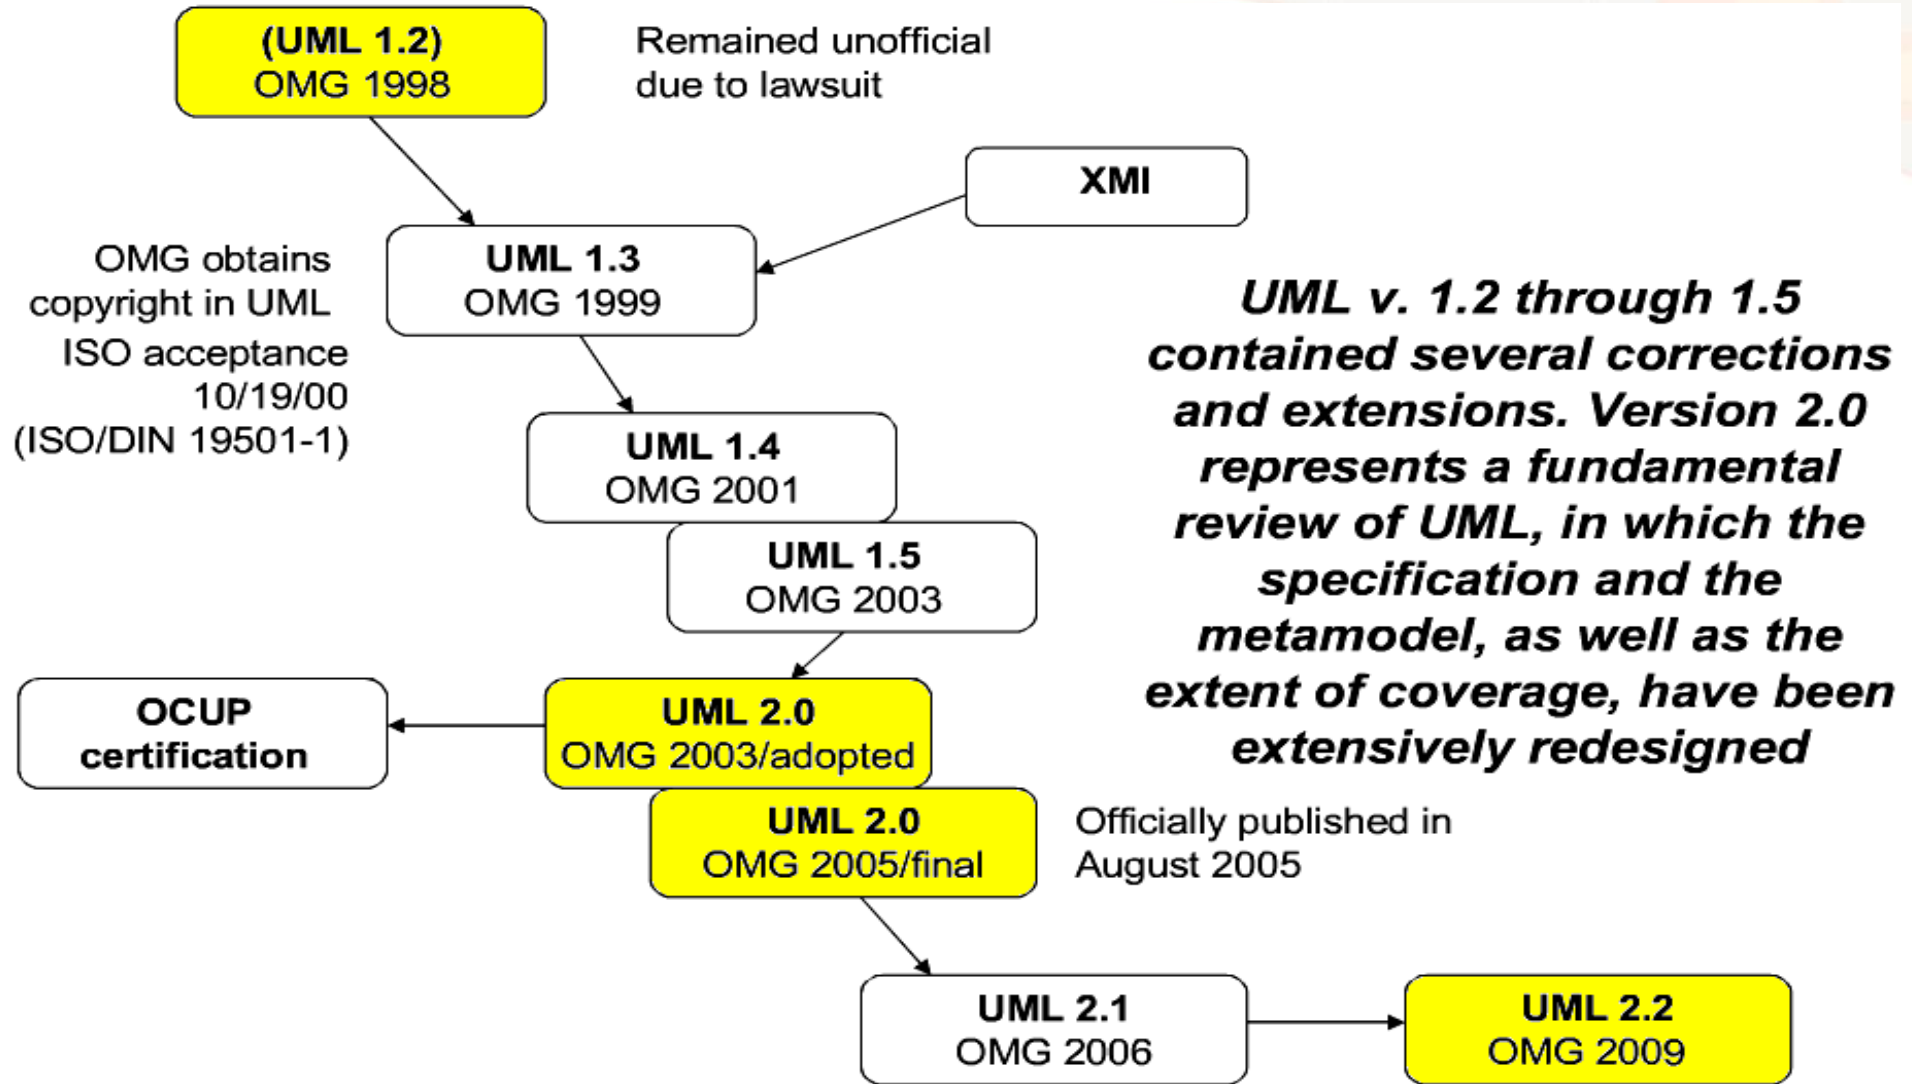 (UML 1.2)
OMG 1998
Remained unofficial
due to lawsuit
XMI
OMG obtains
copyright in UML
ISO acceptance
10/19/00
(ISO/DIN 19501-1)
UML 1.3
OMG 1999
UML v. 1.2 through 1.5
contained several corrections
and extensions. Version 2.0
represents a fundamental
review of UML, in which the
specification and the
metamodel, as well as the
extent of coverage, have been
extensively redesigned
UML 1.4
OMG 2001
UML 1.5
OMG 2003
OCUP
certification
UML 2.0
OMG 2003/adopted
UML 2.0
OMG 2005/final
Officially published in
August 2005
UML 2.1
OMG 2006
UML 2.2
OMG 2009